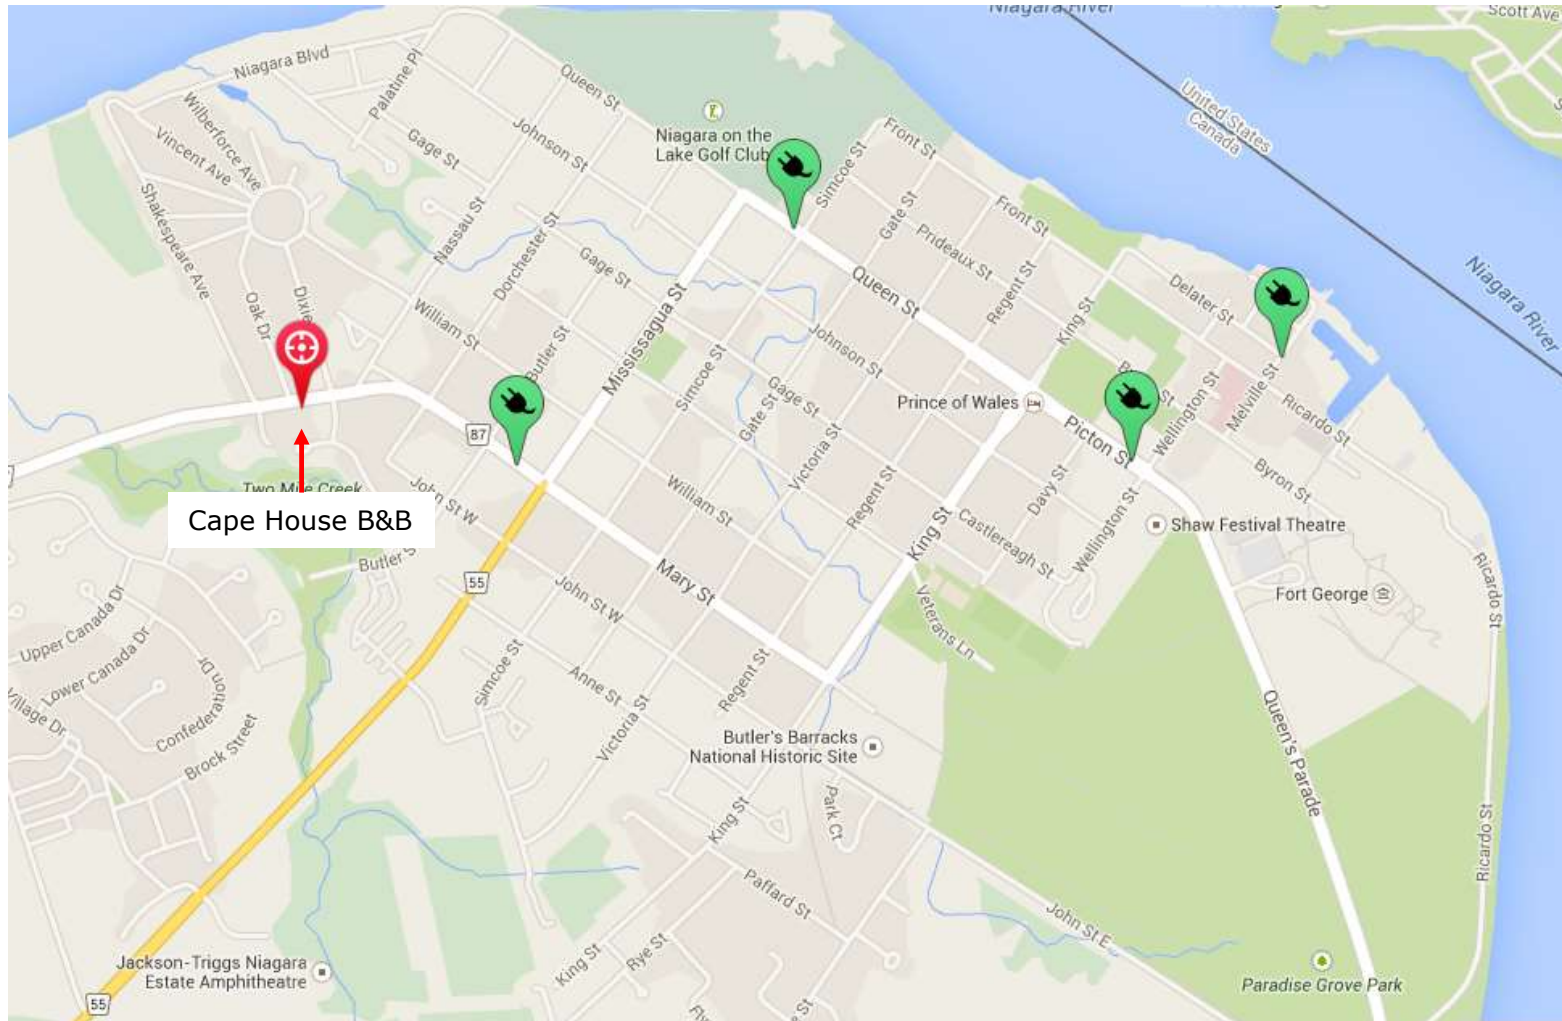 Niagara River
Scott Ave
Niagara Blvd
Palatine Pl
Queen St
United States
Canada
Wilberforce Ave
Vincent Ave
Johnson St
Gage St
Niagara on the
Lake Golf Club
Simcoe St
Front St
Gate St
Prideaux St
Front St
Shakespeare Ave
Nassau St
Dorchester St
Gage St
Queen St
Regent St
Delater St
Niagara River
Oak Dr
Dixie
William St
Butler St
Mississagua St
Johnson St
King St
Simcoe St
Gate St
Gage St
Prince of Wales
Picton St
Wellington St
Melville St
Ricardo St
St
87
Victoria St
Byron St
Two Mile Creek
John St W
William St
Regent St
King St
Davy St
Castlereagh St
Wellington St
Cape House B&B
Shaw Festival Theatre
Butler S
55
Mary St
John St W
Veterans Ln
Fort George
Ricardo St
Upper Canada Dr
Lower Canada Dr
Village Dr
Confederation Dr
Brock Street
Simcoe St
Anne St
Victoria St
Regent St
Butler's Barracks
National Historic Site
Queen's Parade
King St
Park Ct
Ricardo St
Paffard St
John St E
Jackson-Triggs Niagara
Estate Amphitheatre
King St
Rye St
Paradise Grove Park
55